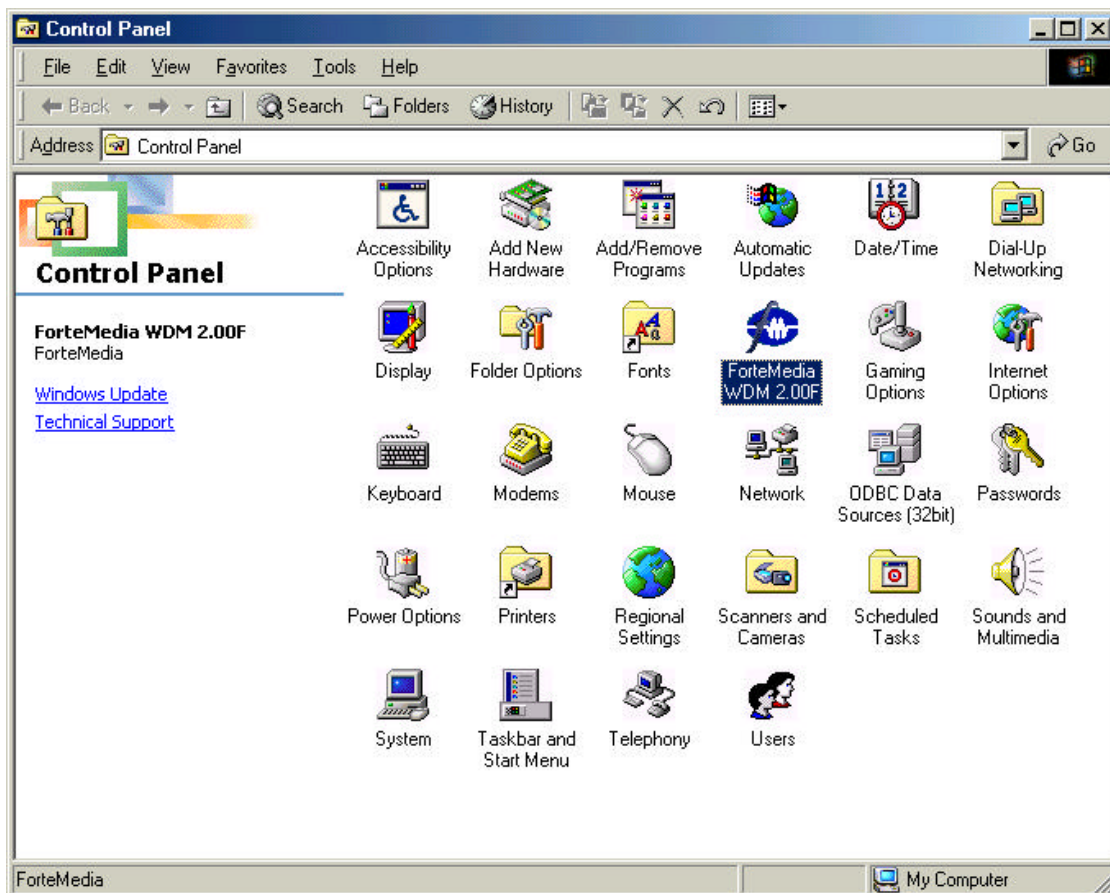 Control Panel
File Edit View Favorites Tools Help
Back Search Folders History
Address Control Panel Go
Control Panel
ForteMedia WDM 2.00F
ForteMedia
Windows Update
Technical Support
Accessibility
Options
Add New
Hardware
Add/Remove
Programs
Automatic
Updates
Date/Time
Dial-Up
Networking
Display
Folder Options
Fonts
ForteMedia
WDM 2.00F
Gaming
Options
Internet
Options
Keyboard
Modems
Mouse
Network
ODBC Data
Sources (32bit)
Passwords
Power Options
Printers
Regional
Settings
Scanners and
Cameras
Scheduled
Tasks
Sounds and
Multimedia
System
Taskbar and
Start Menu
Telephony
Users
ForteMedia My Computer